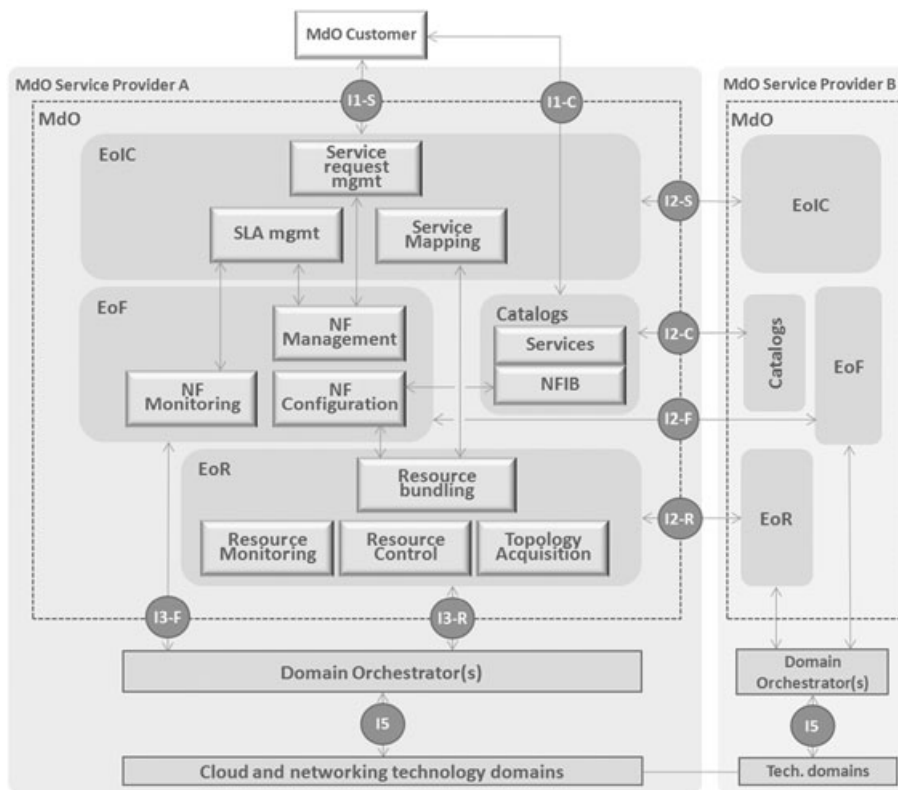 MdO Customer
MdO Service Provider A
MdO Service Provider B
I1-S
I1-C
MdO
MdO
EoIC
Service
request
mgmt
I2-S
EoIC
SLA mgmt
Service
Mapping
EoF
NF
Management
Catalogs
Services
NFIB
I2-C
Catalogs
EoF
NF
Monitoring
NF
Configuration
I2-F
EoR
Resource
bundling
I2-R
EoR
Resource
Monitoring
Resource
Control
Topology
Acquisition
I3-F
I3-R
Domain Orchestrator(s)
Domain
Orchestrator(s)
I5
I5
Cloud and networking technology domains
Tech. domains